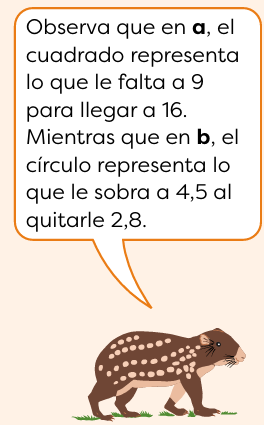 Observa que en a, el
cuadrado representa
lo que le falta a 9
para llegar a 16.
Mientras que en b, el
círculo representa lo
que le sobra a 4,5 al
quitarle 2,8.